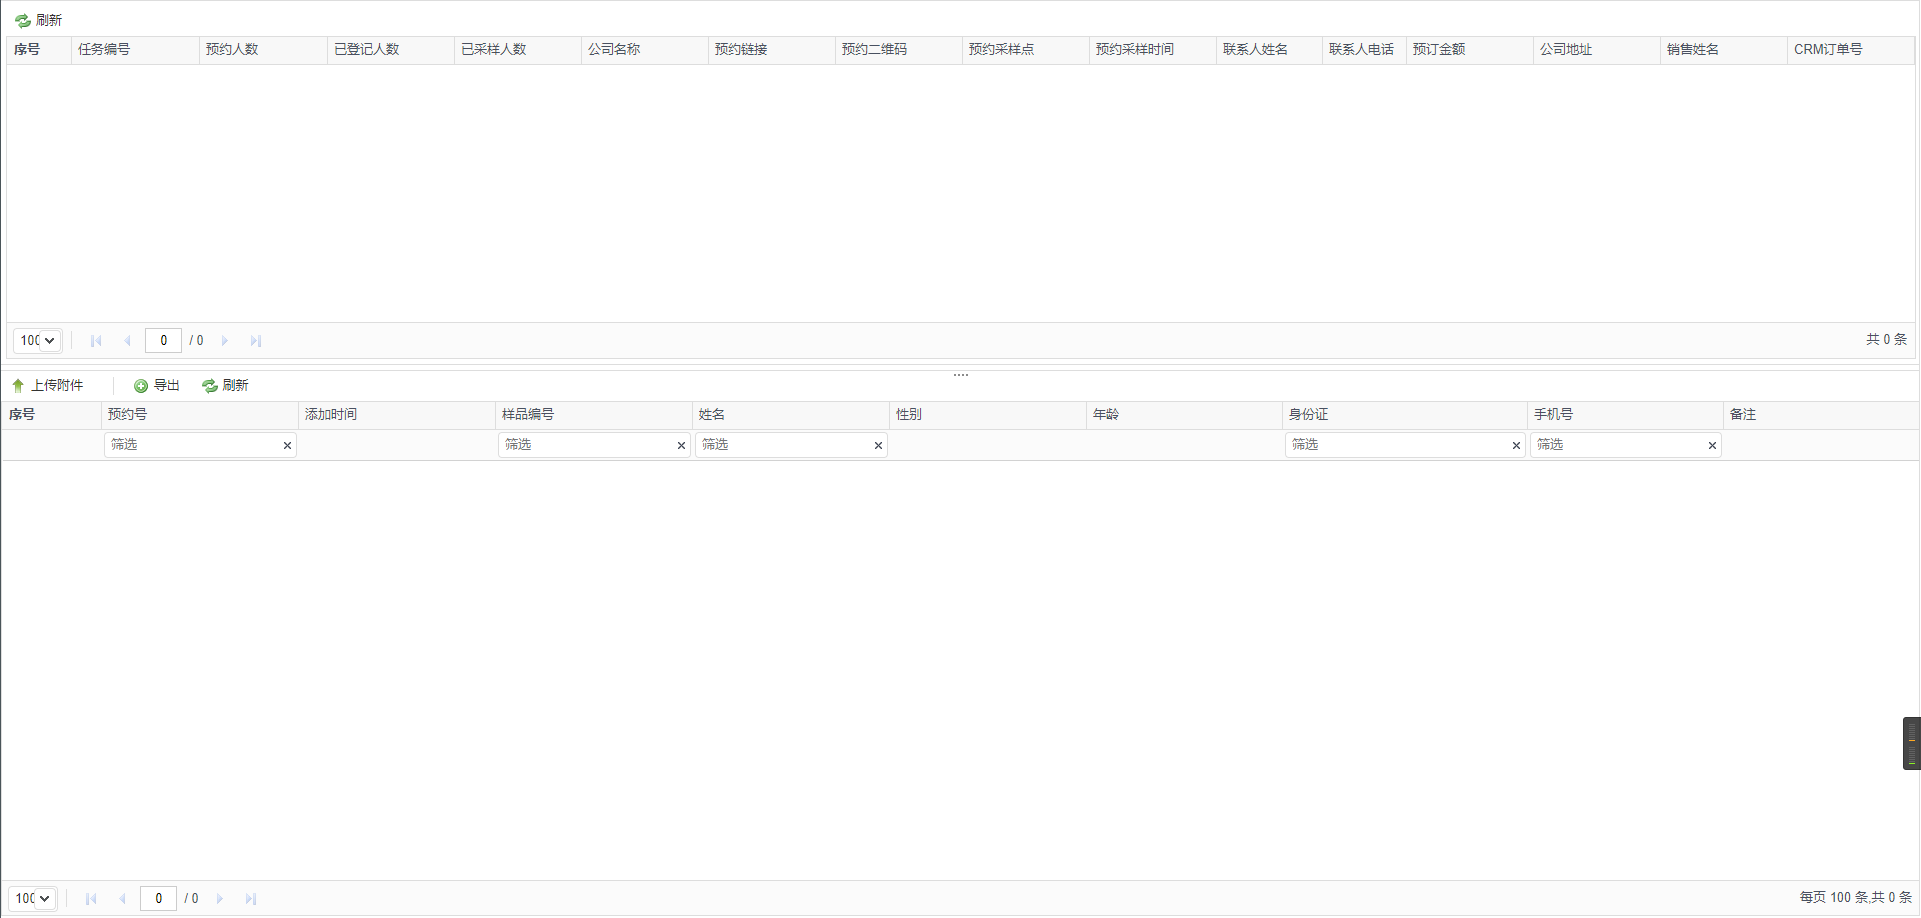 刷新
序号 任务编号 预约人数 已登记人数 已采样人数 公司名称 预约链接 预约二维码 预约采样点 预约采样时间 联系人姓名 联系人电话 预订金额 公司地址 销售姓名 CRM订单号
100 0 / 0 共 0 条
上传附件 导出 刷新
序号 预约号 添加时间 样品编号 姓名 性别 年龄 身份证 手机号 备注
筛选 筛选 筛选 筛选 筛选
100 0 / 0 每页 100 条,共 0 条